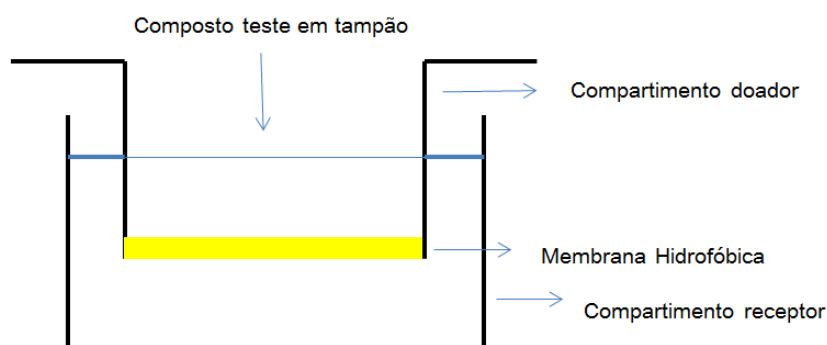 Composto teste em tampão
Compartimento doador
Membrana Hidrofóbica
Compartimento receptor